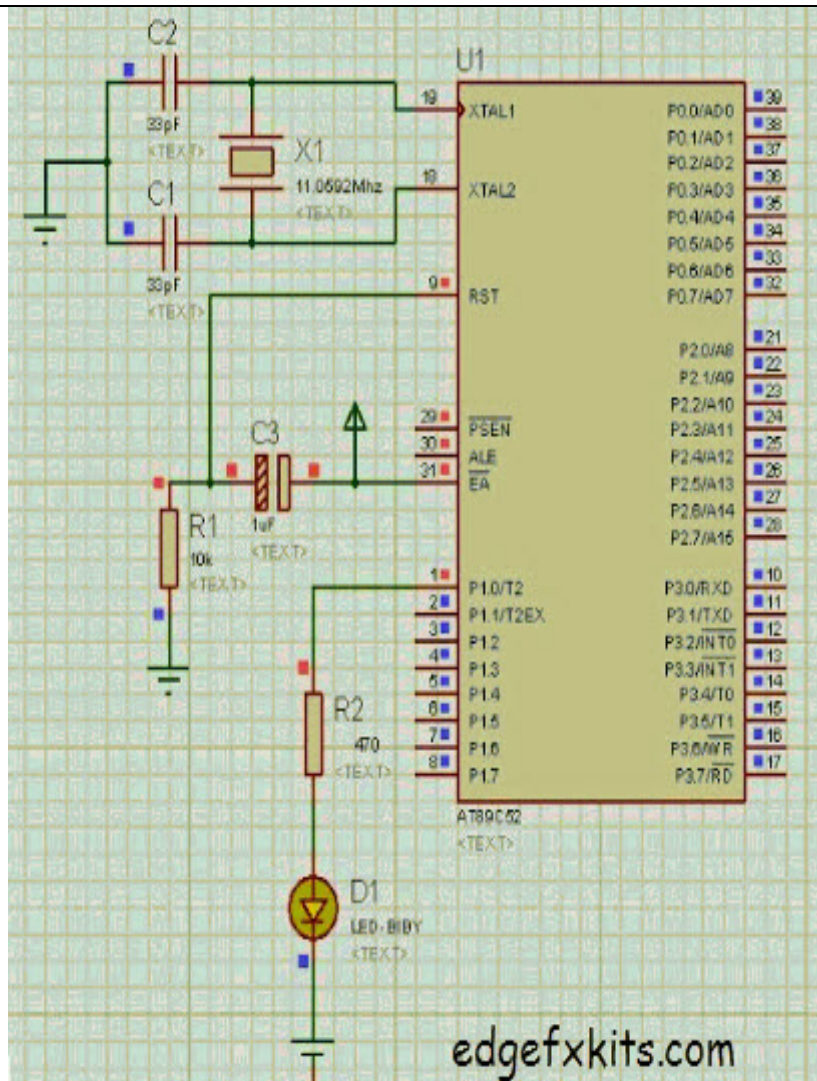 C2
33pF
<TEXT>
X1
11.0592Mhz
<TEXT>
C1
33pF
<TEXT>
C3
1uF
<TEXT>
R1
10k
<TEXT>
R2
470
<TEXT>
D1
LED-BIBY
<TEXT>
U1
19 XTAL1
18 XTAL2
9 RST
29 PSEN
30 ALE
31 EA
1 P1.0/T2
2 P1.1/T2EX
3 P1.2
4 P1.3
5 P1.4
6 P1.5
7 P1.6
8 P1.7
P0.0/AD0 39
P0.1/AD1 38
P0.2/AD2 37
P0.3/AD3 36
P0.4/AD4 35
P0.5/AD5 34
P0.6/AD6 33
P0.7/AD7 32
P2.0/A8 21
P2.1/A9 22
P2.2/A10 23
P2.3/A11 24
P2.4/A12 25
P2.5/A13 26
P2.6/A14 27
P2.7/A15 28
P3.0/RXD 10
P3.1/TXD 11
P3.2/INT0 12
P3.3/INT1 13
P3.4/T0 14
P3.5/T1 15
P3.6/WR 16
P3.7/RD 17
AT89C52
<TEXT>
edgefxkits.com